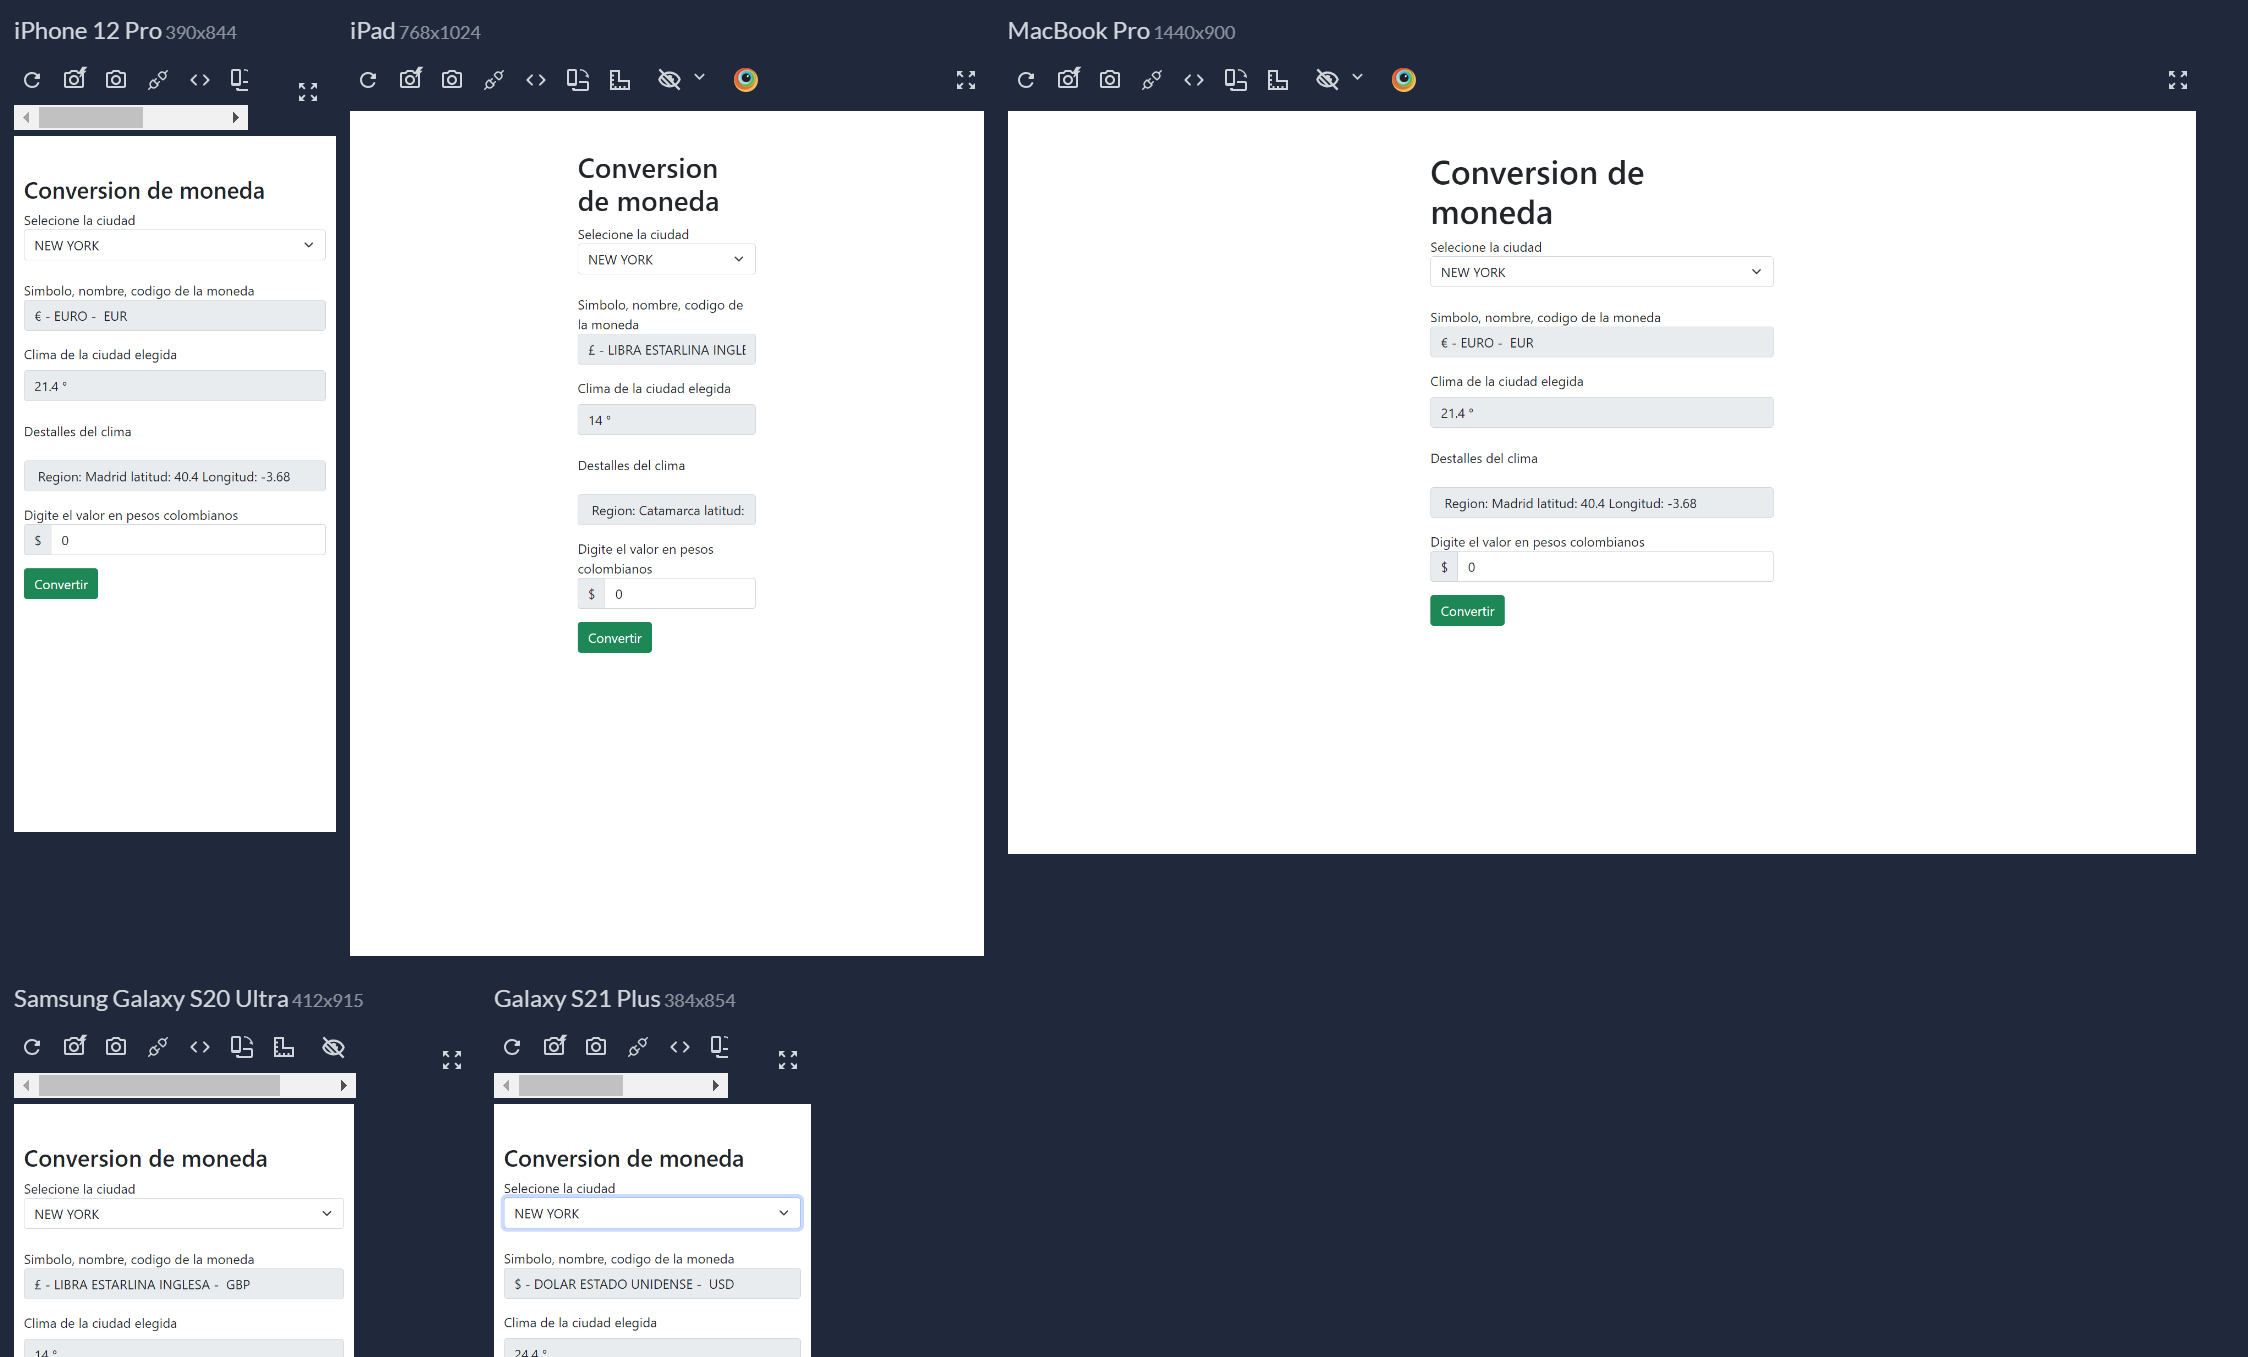 iPhone 12 Pro 390x844
Conversion de moneda
Selecione la ciudad
NEW YORK
Simbolo, nombre, codigo de la moneda
€ - EURO - EUR
Clima de la ciudad elegida
21.4 °
Destalles del clima
Region: Madrid latitud: 40.4 Longitud: -3.68
Digite el valor en pesos colombianos
$ 0
Convertir
iPad 768x1024
Conversion
de moneda
Selecione la ciudad
NEW YORK
Simbolo, nombre, codigo de
la moneda
£ - LIBRA ESTARLINA INGLE
Clima de la ciudad elegida
14 °
Destalles del clima
Region: Catamarca latitud:
Digite el valor en pesos
colombianos
$ 0
Convertir
MacBook Pro 1440x900
Conversion de
moneda
Selecione la ciudad
NEW YORK
Simbolo, nombre, codigo de la moneda
€ - EURO - EUR
Clima de la ciudad elegida
21.4 °
Destalles del clima
Region: Madrid latitud: 40.4 Longitud: -3.68
Digite el valor en pesos colombianos
$ 0
Convertir
Samsung Galaxy S20 Ultra 412x915
Conversion de moneda
Selecione la ciudad
NEW YORK
Simbolo, nombre, codigo de la moneda
£ - LIBRA ESTARLINA INGLESA - GBP
Clima de la ciudad elegida
14 °
Galaxy S21 Plus 384x854
Conversion de moneda
Selecione la ciudad
NEW YORK
Simbolo, nombre, codigo de la moneda
$ - DOLAR ESTADO UNIDENSE - USD
Clima de la ciudad elegida
24.4 °